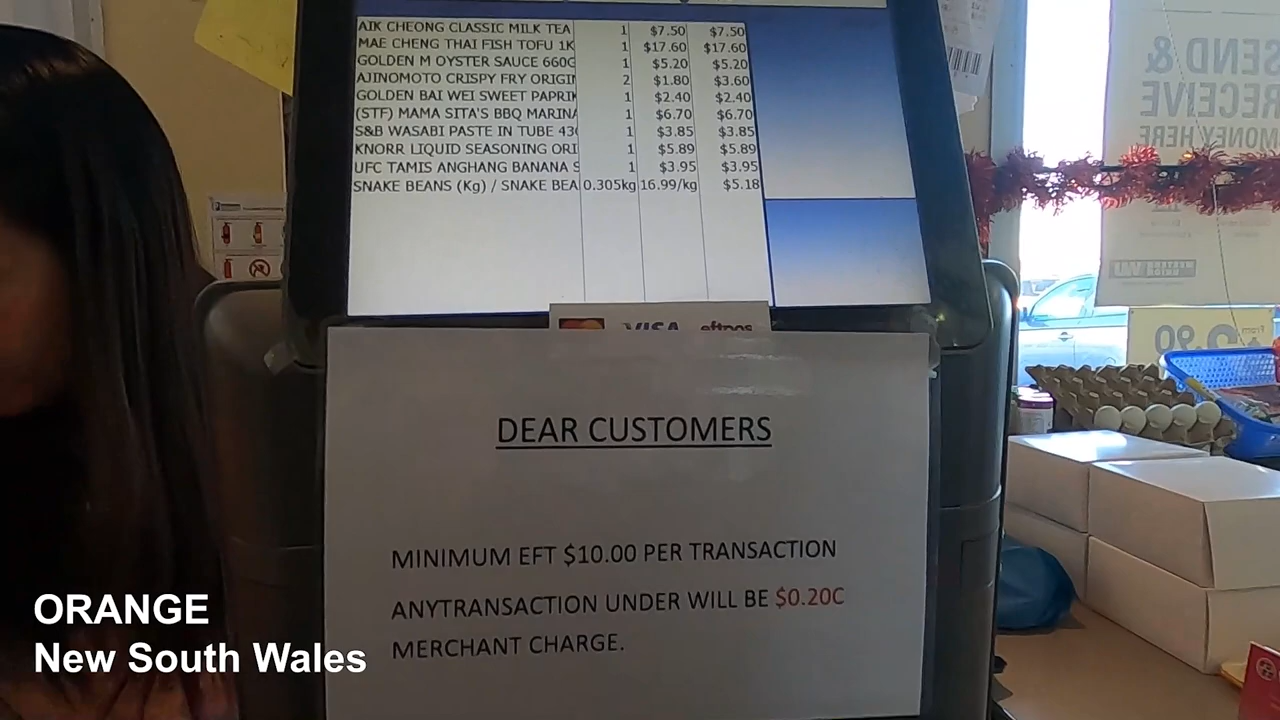 AIK CHEONG CLASSIC MILK TEA 1 $7.50 $7.50
MAE CHENG THAI FISH TOFU 1K 1 $17.60 $17.60
GOLDEN M OYSTER SAUCE 660G 1 $5.20 $5.20
AJINOMOTO CRISPY FRY ORIGIN 2 $1.80 $3.60
GOLDEN BAI WEI SWEET PAPRIK 1 $2.40 $2.40
(STF) MAMA SITA'S BBQ MARINA 1 $6.70 $6.70
S&B WASABI PASTE IN TUBE 43 1 $3.85 $3.85
KNORR LIQUID SEASONING ORI 1 $5.89 $5.89
UFC TAMIS ANGHANG BANANA S 1 $3.95 $3.95
SNAKE BEANS (Kg) / SNAKE BEA 0.305kg 16.99/kg $5.18
VISA eftpos
DEAR CUSTOMERS
MINIMUM EFT $10.00 PER TRANSACTION
ANYTRANSACTION UNDER WILL BE $0.20C
MERCHANT CHARGE.
SEND &
RECEIVE
MONEY HERE
From
.90
ORANGE
New South Wales